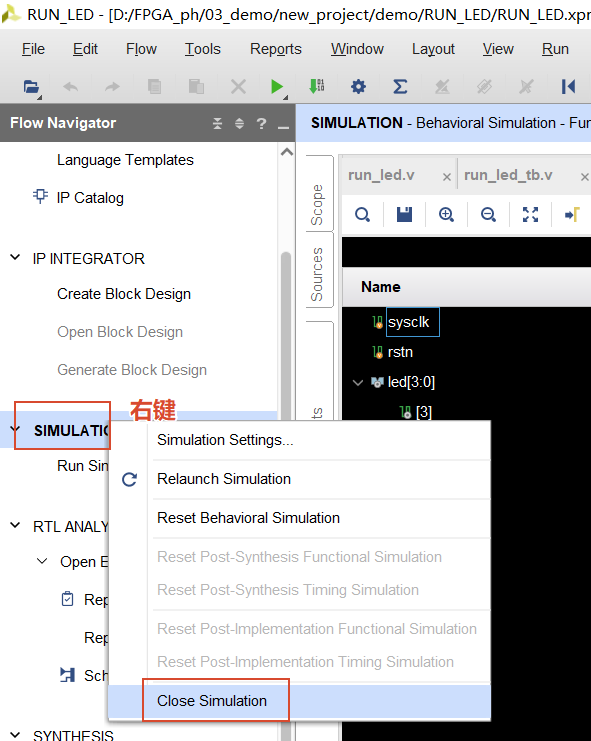 RUN_LED - [D:/FPGA_ph/03_demo/new_project/demo/RUN_LED/RUN_LED.xpr
File Edit Flow Tools Reports Window Layout View Run
Flow Navigator
SIMULATION - Behavioral Simulation - Fun
Language Templates
IP Catalog
IP INTEGRATOR
Create Block Design
Open Block Design
Generate Block Design
SIMULATIO
右键
Run Sim
RTL ANALY
Open E
Rep
Rep
Sch
SYNTHESIS
Scope
Sources
ts
run_led.v
run_led_tb.v
Name
sysclk
rstn
led[3:0]
[3]
Simulation Settings...
Relaunch Simulation
Reset Behavioral Simulation
Reset Post-Synthesis Functional Simulation
Reset Post-Synthesis Timing Simulation
Reset Post-Implementation Functional Simulation
Reset Post-Implementation Timing Simulation
Close Simulation